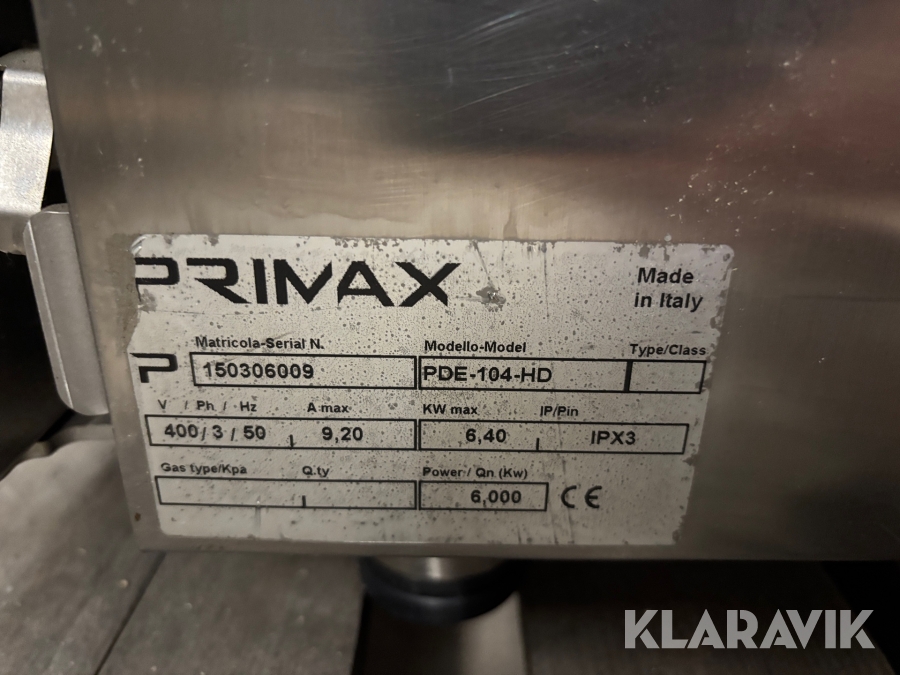 PRIMAX
Made
in Italy
Matricola-Serial N. Modello-Model Type/Class
P 150306009 PDE-104-HD
V / Ph / Hz A max KW max IP/Pin
400/3/50 9,20 6,40 IPX3
Gas type/Kpa Q.ty Power / Qn (Kw)
6,000 CE
KLARAVIK